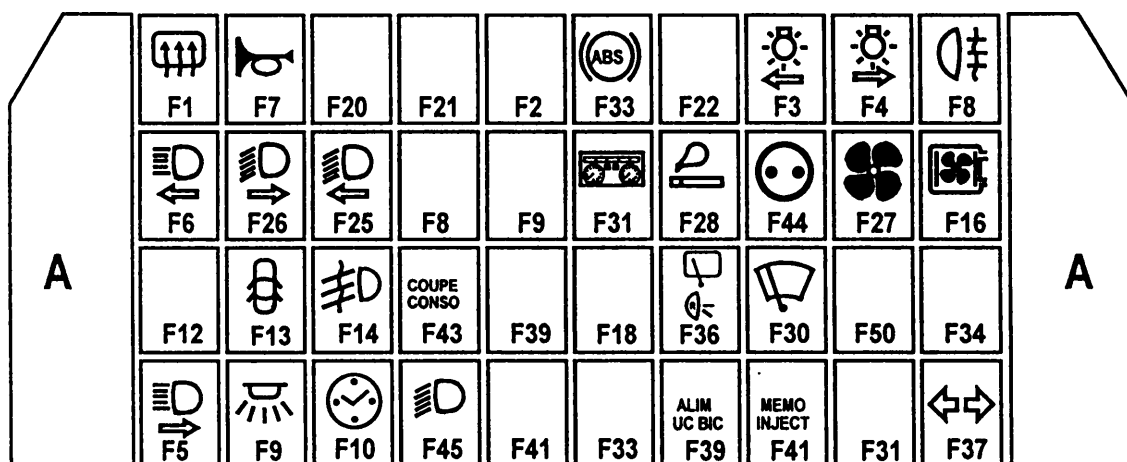 ABS
F1 F7 F20 F21 F2 F33 F22 F3 F4 F8
F6 F26 F25 F8 F9 F31 F28 F44 F27 F16
A A
COUPE
CONSO
F12 F13 F14 F43 F39 F18 F36 F30 F50 F34
ALIM
UC BIC
MEMO
INJECT
F5 F9 F10 F45 F41 F33 F39 F41 F31 F37